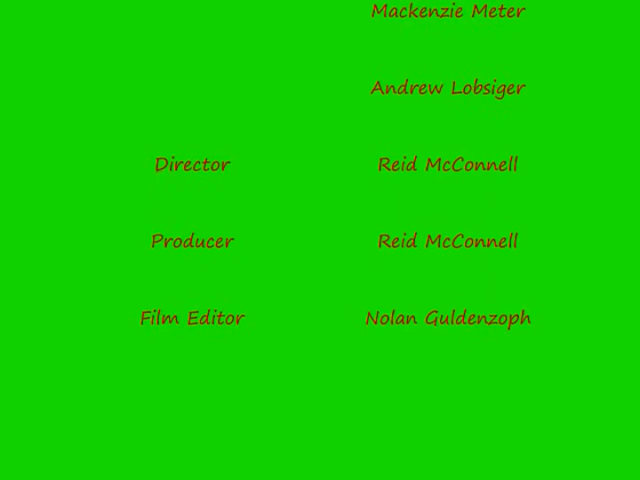 Mackenzie Meter
Andrew Lobsiger
Director Reid McConnell
Producer Reid McConnell
Film Editor Nolan Guldenzoph